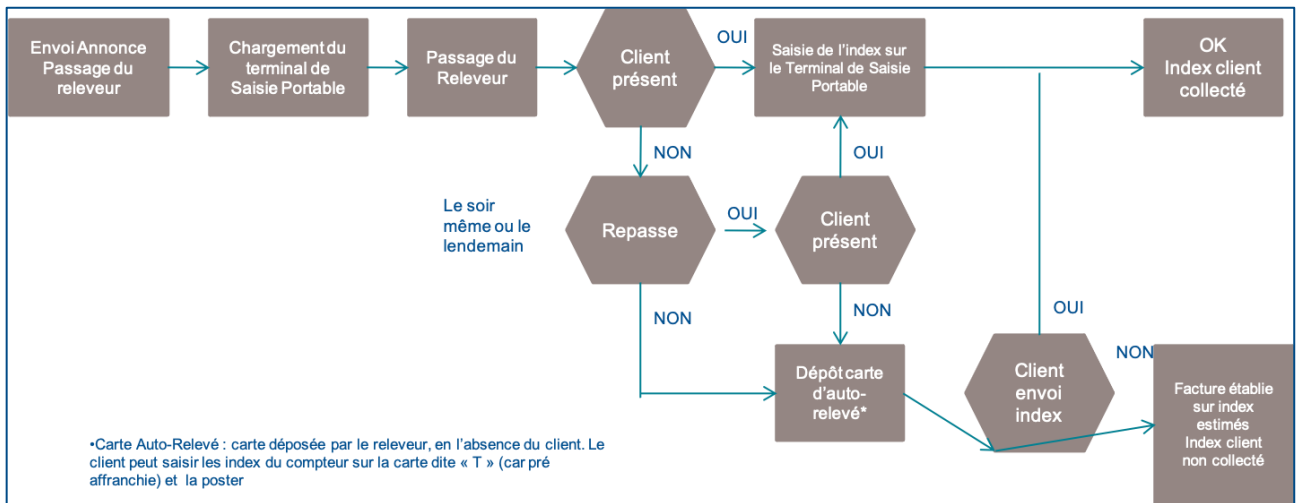 Envoi Annonce
Passage du
releveur
Chargement du
terminal de
Saisie Portable
Passage du
Releveur
Client
présent
OUI
Saisie de l'index sur
le Terminal de Saisie
Portable
OK
Index client
collecté
NON
OUI
Le soir
même ou le
lendemain
Repasse
OUI
Client
présent
NON
NON
OUI
Dépôt carte
d'auto-
relevé*
Client
envoi
index
NON
Facture établie
sur index
estimés
Index client
non collecté
•Carte Auto-Relevé : carte déposée par le releveur, en l'absence du client. Le
client peut saisir les index du compteur sur la carte dite « T » (car pré
affranchie) et la poster